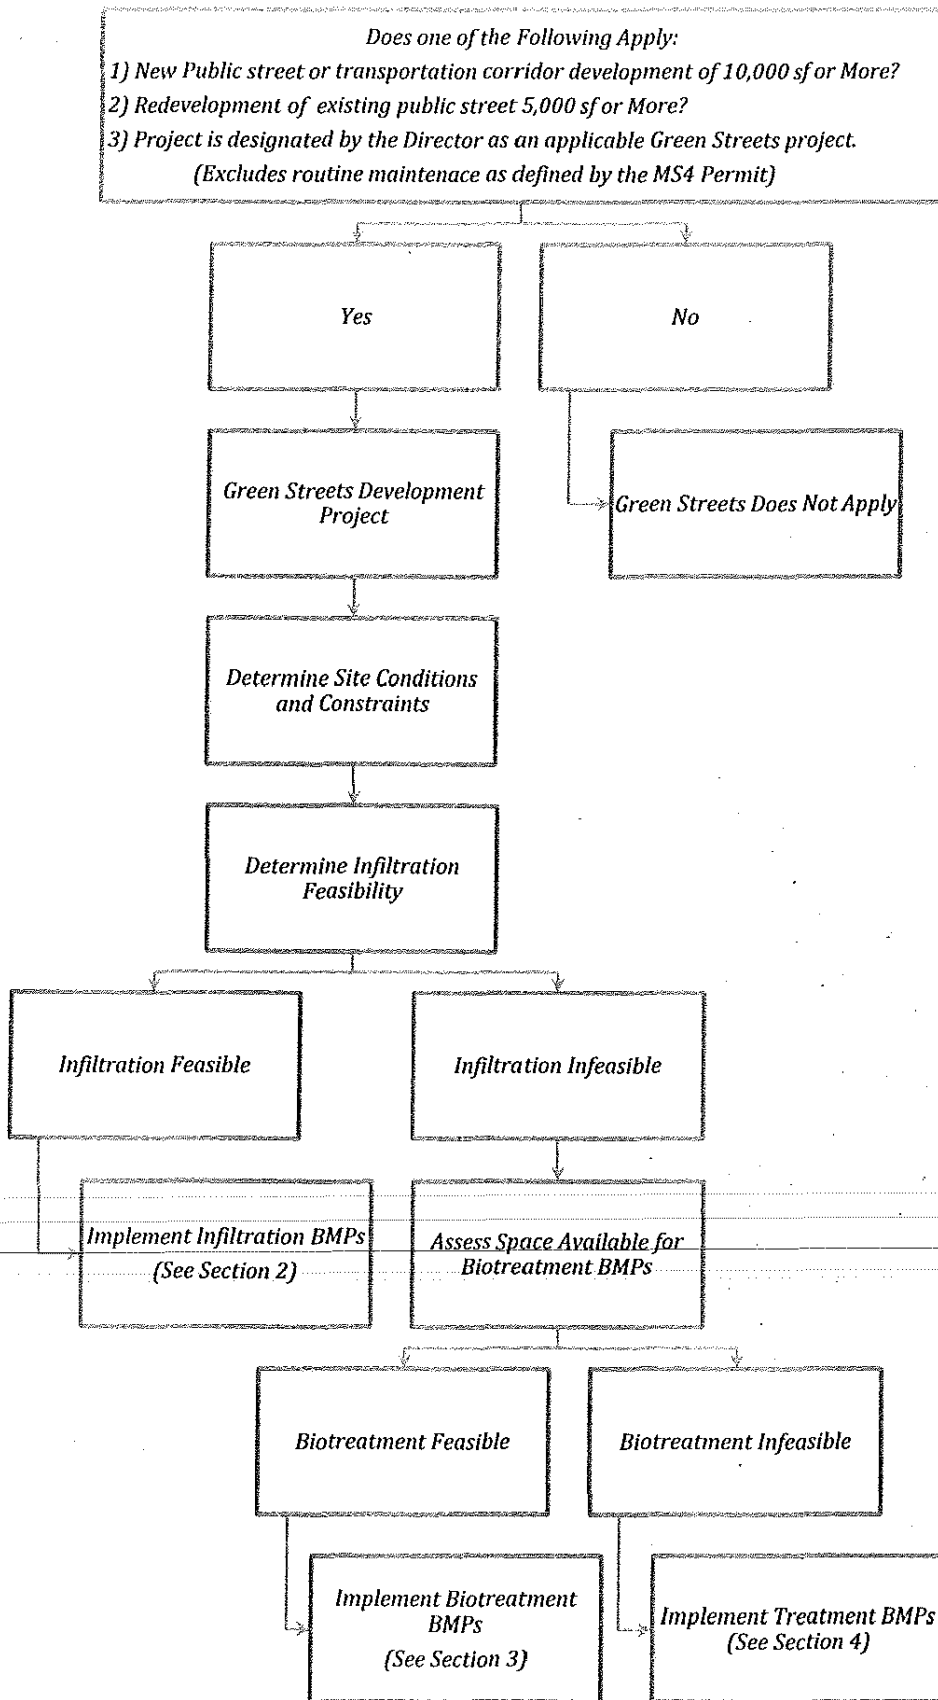 Does one of the Following Apply:
1) New Public street or transportation corridor development of 10,000 sf or More?
2) Redevelopment of existing public street 5,000 sf or More?
3) Project is designated by the Director as an applicable Green Streets project.
(Excludes routine maintenace as defined by the MS4 Permit)
Yes
No
Green Streets Development
Project
Green Streets Does Not Apply
Determine Site Conditions
and Constraints
Determine Infiltration
Feasibility
Infiltration Feasible
Infiltration Infeasible
Implement Infiltration BMPs
(See Section 2)
Assess Space Available for
Biotreatment BMPs
Biotreatment Feasible
Biotreatment Infeasible
Implement Biotreatment
BMPs
(See Section 3)
Implement Treatment BMPs
(See Section 4)